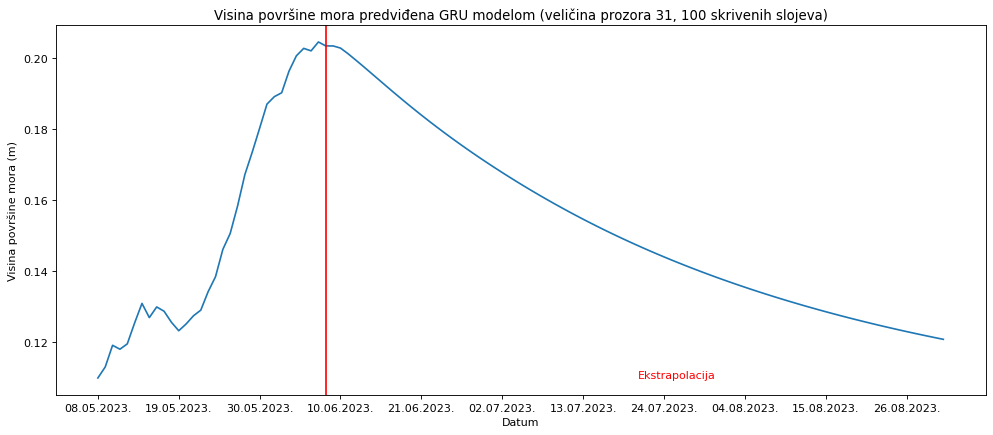 Visina površine mora predviđena GRU modelom (veličina prozora 31, 100 skrivenih slojeva)
Visina površine mora (m)
0.20
0.18
0.16
0.14
0.12
Ekstrapolacija
08.05.2023. 19.05.2023. 30.05.2023. 10.06.2023. 21.06.2023. 02.07.2023. 13.07.2023. 24.07.2023. 04.08.2023. 15.08.2023. 26.08.2023.
Datum